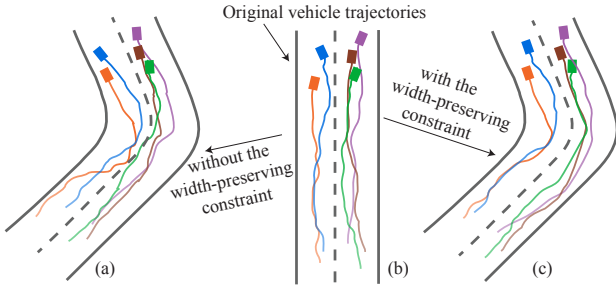 Original vehicle trajectories
with the
width-preserving
constraint
without the
width-preserving
constraint
(a)
(b)
(c)